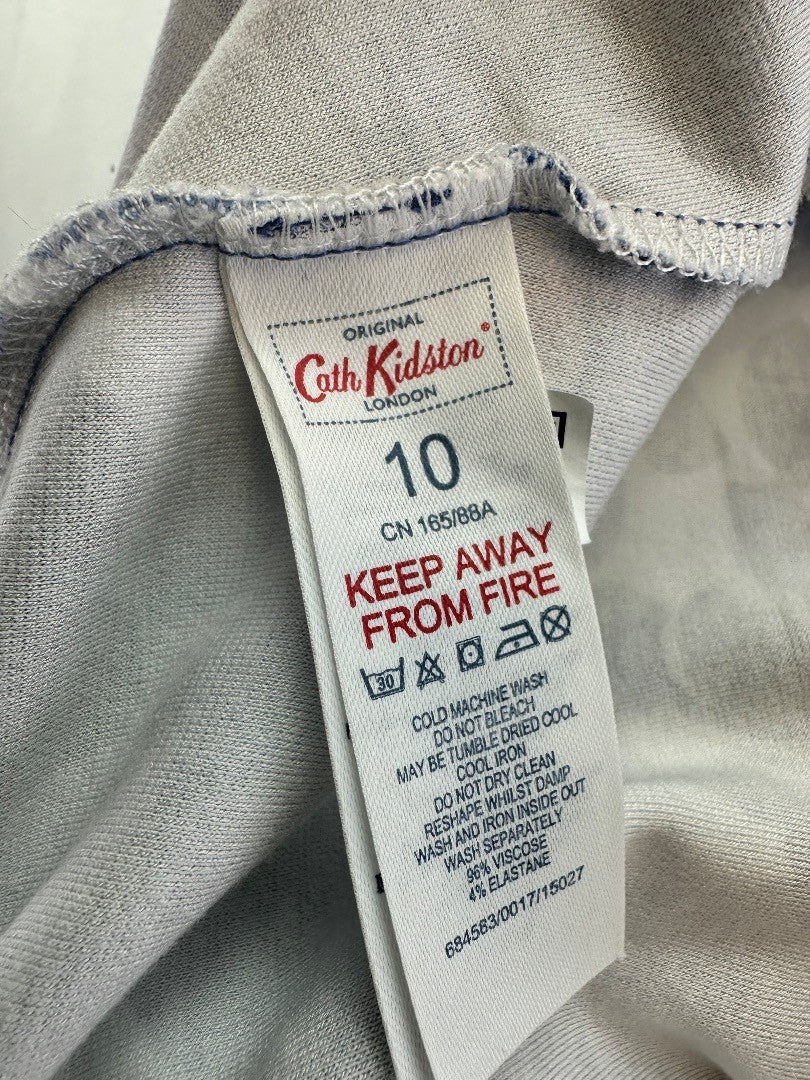 ORIGINAL
Cath Kidston®
LONDON
10
CN 165/88A
KEEP AWAY
FROM FIRE
30
COLD MACHINE WASH
DO NOT BLEACH
MAY BE TUMBLE DRIED COOL
COOL IRON
DO NOT DRY CLEAN
RESHAPE WHILST DAMP
WASH AND IRON INSIDE OUT
WASH SEPARATELY
96% VISCOSE
4% ELASTANE
684563/0017/15027